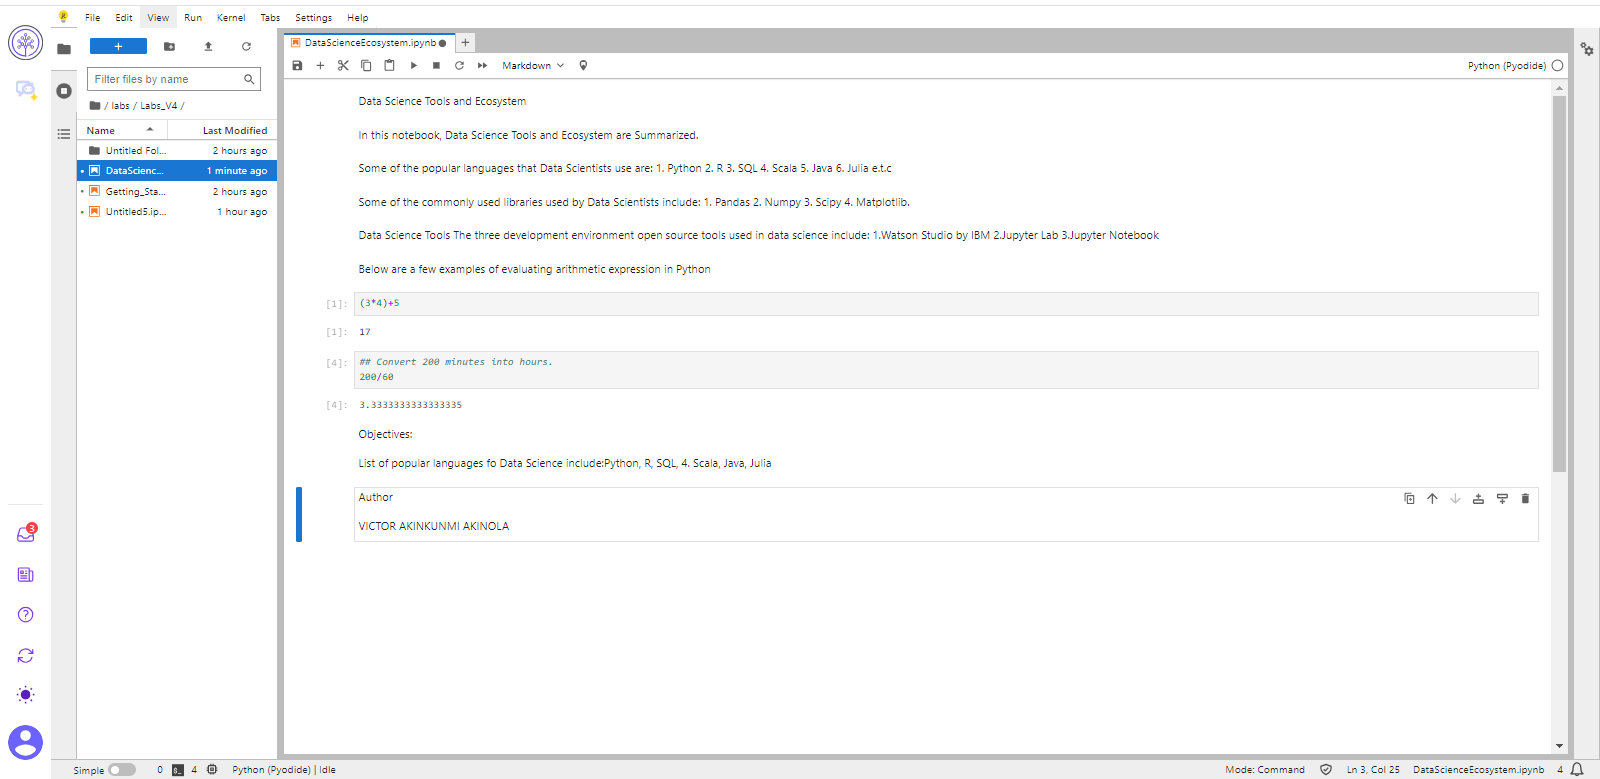 File Edit View Run Kernel Tabs Settings Help
Filter files by name
/ labs / Labs_V4 /
Name Last Modified
Untitled Fol... 2 hours ago
DataScienc... 1 minute ago
Getting_Sta... 2 hours ago
Untitled5.ip... 1 hour ago
DataScienceEcosystem.ipynb
Markdown
Python (Pyodide)
Data Science Tools and Ecosystem
In this notebook, Data Science Tools and Ecosystem are Summarized.
Some of the popular languages that Data Scientists use are: 1. Python 2. R 3. SQL 4. Scala 5. Java 6. Julia e.t.c
Some of the commonly used libraries used by Data Scientists include: 1. Pandas 2. Numpy 3. Scipy 4. Matplotlib.
Data Science Tools The three development environment open source tools used in data science include: 1.Watson Studio by IBM 2.Jupyter Lab 3.Jupyter Notebook
Below are a few examples of evaluating arithmetic expression in Python
[1]: (3*4)+5
[1]: 17
[4]: ## Convert 200 minutes into hours.
200/60
[4]: 3.3333333333333335
Objectives:
List of popular languages fo Data Science include:Python, R, SQL, 4. Scala, Java, Julia
Author
VICTOR AKINKUNMI AKINOLA
3
Simple 0 4 Python (Pyodide) | Idle Mode: Command Ln 3, Col 25 DataScienceEcosystem.ipynb 4